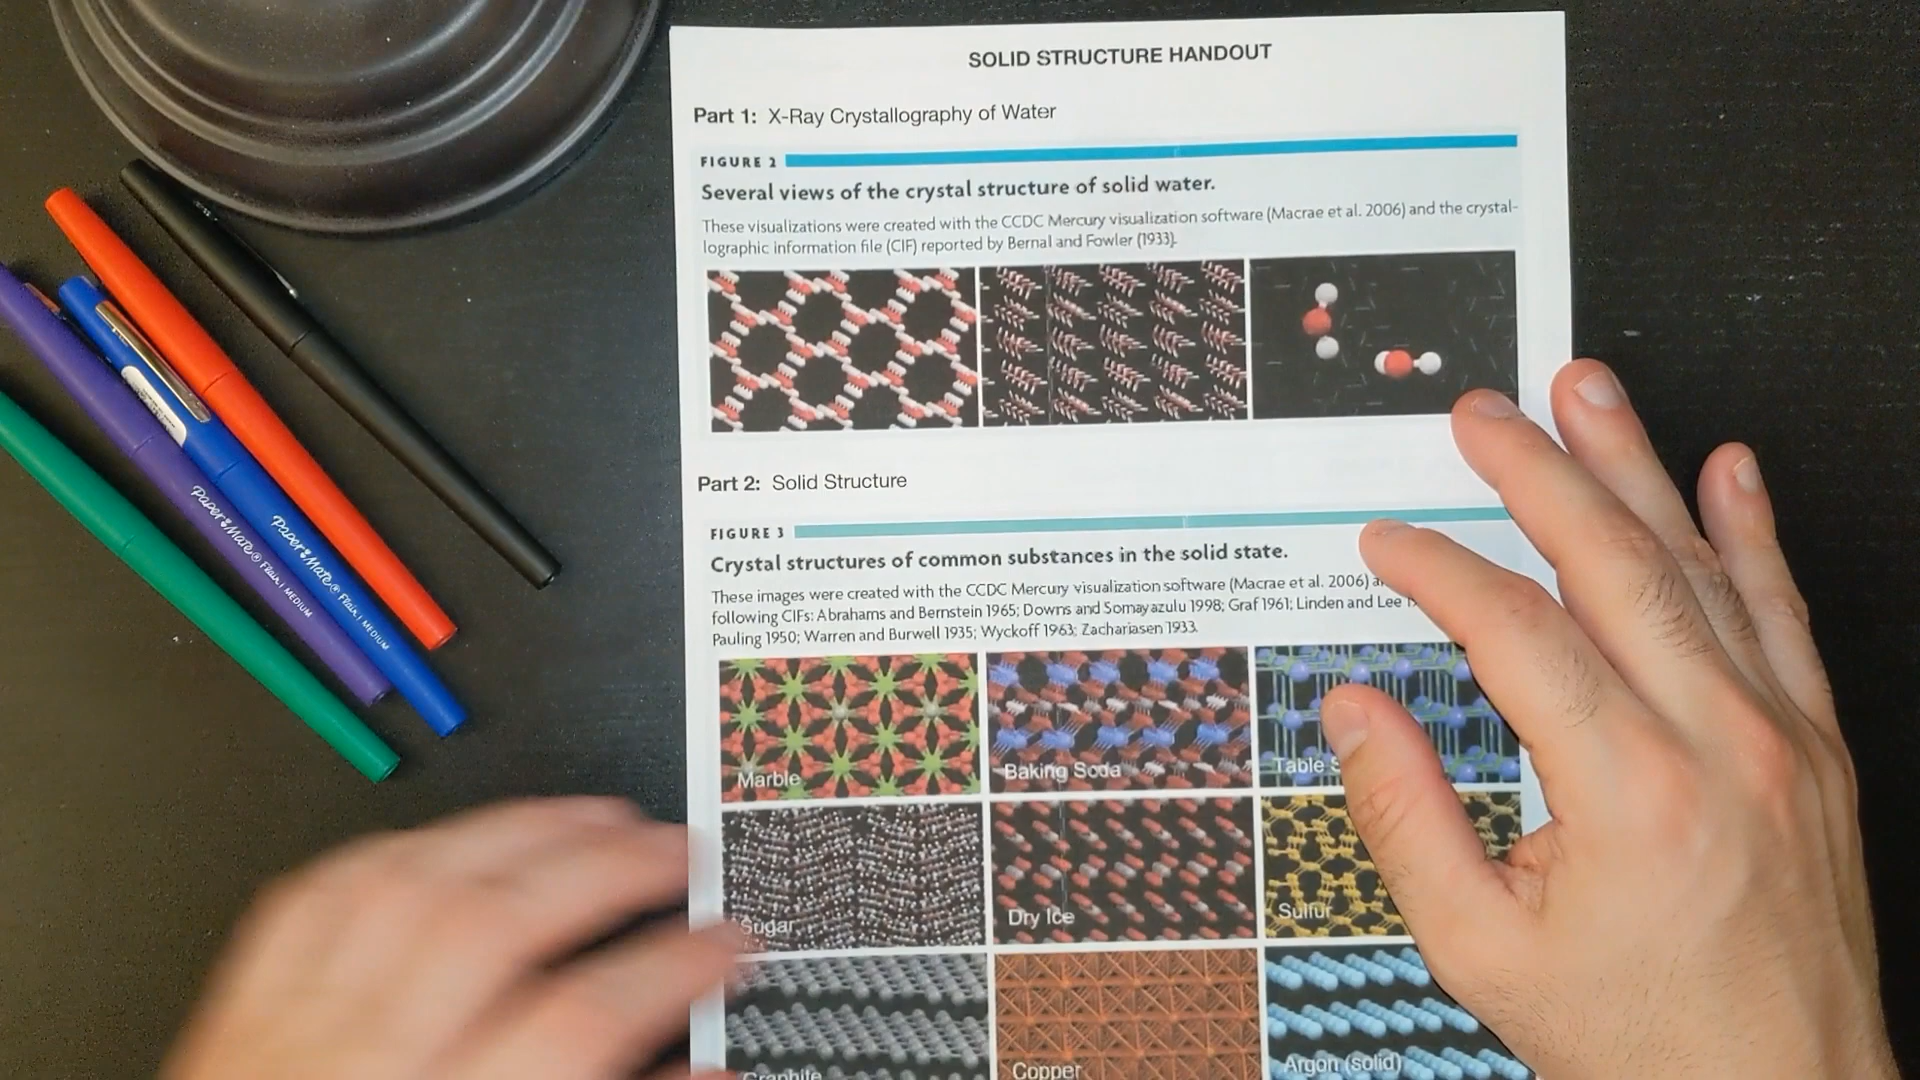 SOLID STRUCTURE HANDOUT
Part 1: X-Ray Crystallography of Water
FIGURE 2
Several views of the crystal structure of solid water.
These visualizations were created with the CCDC Mercury visualization software (Macrae et al. 2006) and the crystal-
lographic information file (CIF) reported by Bernal and Fowler (1933).
Part 2: Solid Structure
FIGURE 3
Crystal structures of common substances in the solid state.
These images were created with the CCDC Mercury visualization software (Macrae et al. 2006)
following CIFs: Abrahams and Bernstein 1965; Downs and Somayazulu 1998; Graf 1961; Linden and Lee
Pauling 1950; Warren and Burwell 1935; Wyckoff 1963; Zachariasen 1933.
Marble
Baking Soda
Table S
Sugar
Dry Ice
Sulfur
Graphite
Copper
Argon (solid)
Paper Mate® Flair | MEDIUM
Paper Mate® Flair | MEDIUM